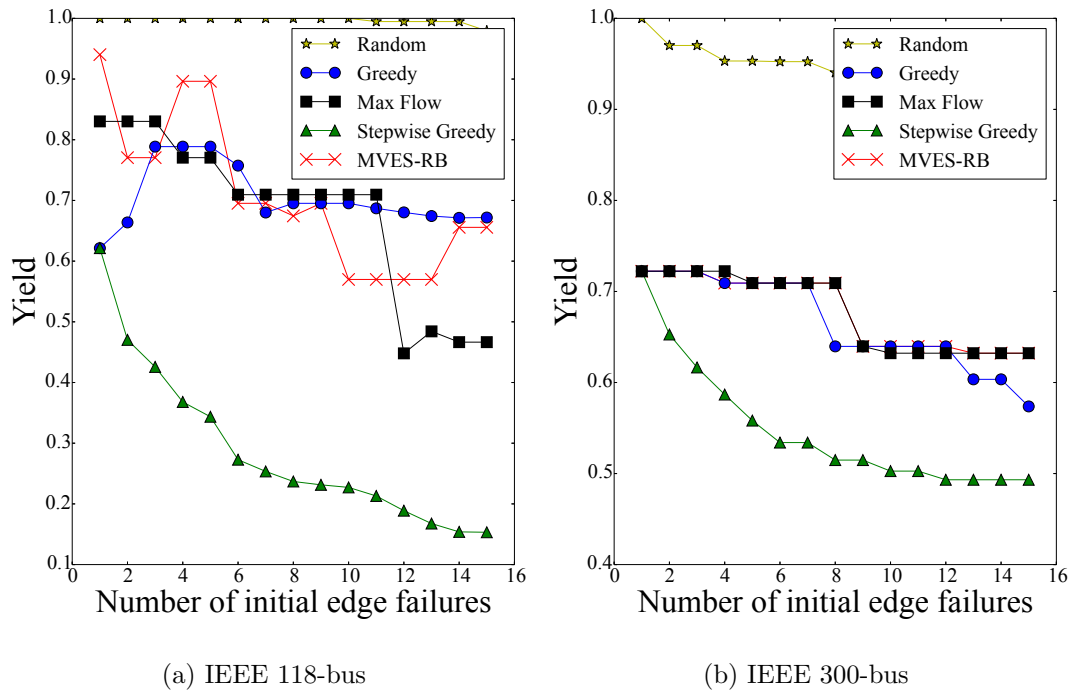 1.0
0.9
0.8
0.7
0.6
0.5
0.4
0.3
0.2
0.1
Yield
0 2 4 6 8 10 12 14 16
Number of initial edge failures
Random
Greedy
Max Flow
Stepwise Greedy
MVES-RB
(a) IEEE 118-bus
1.0
0.9
0.8
0.7
0.6
0.5
0.4
Yield
0 2 4 6 8 10 12 14 16
Number of initial edge failures
Random
Greedy
Max Flow
Stepwise Greedy
MVES-RB
(b) IEEE 300-bus